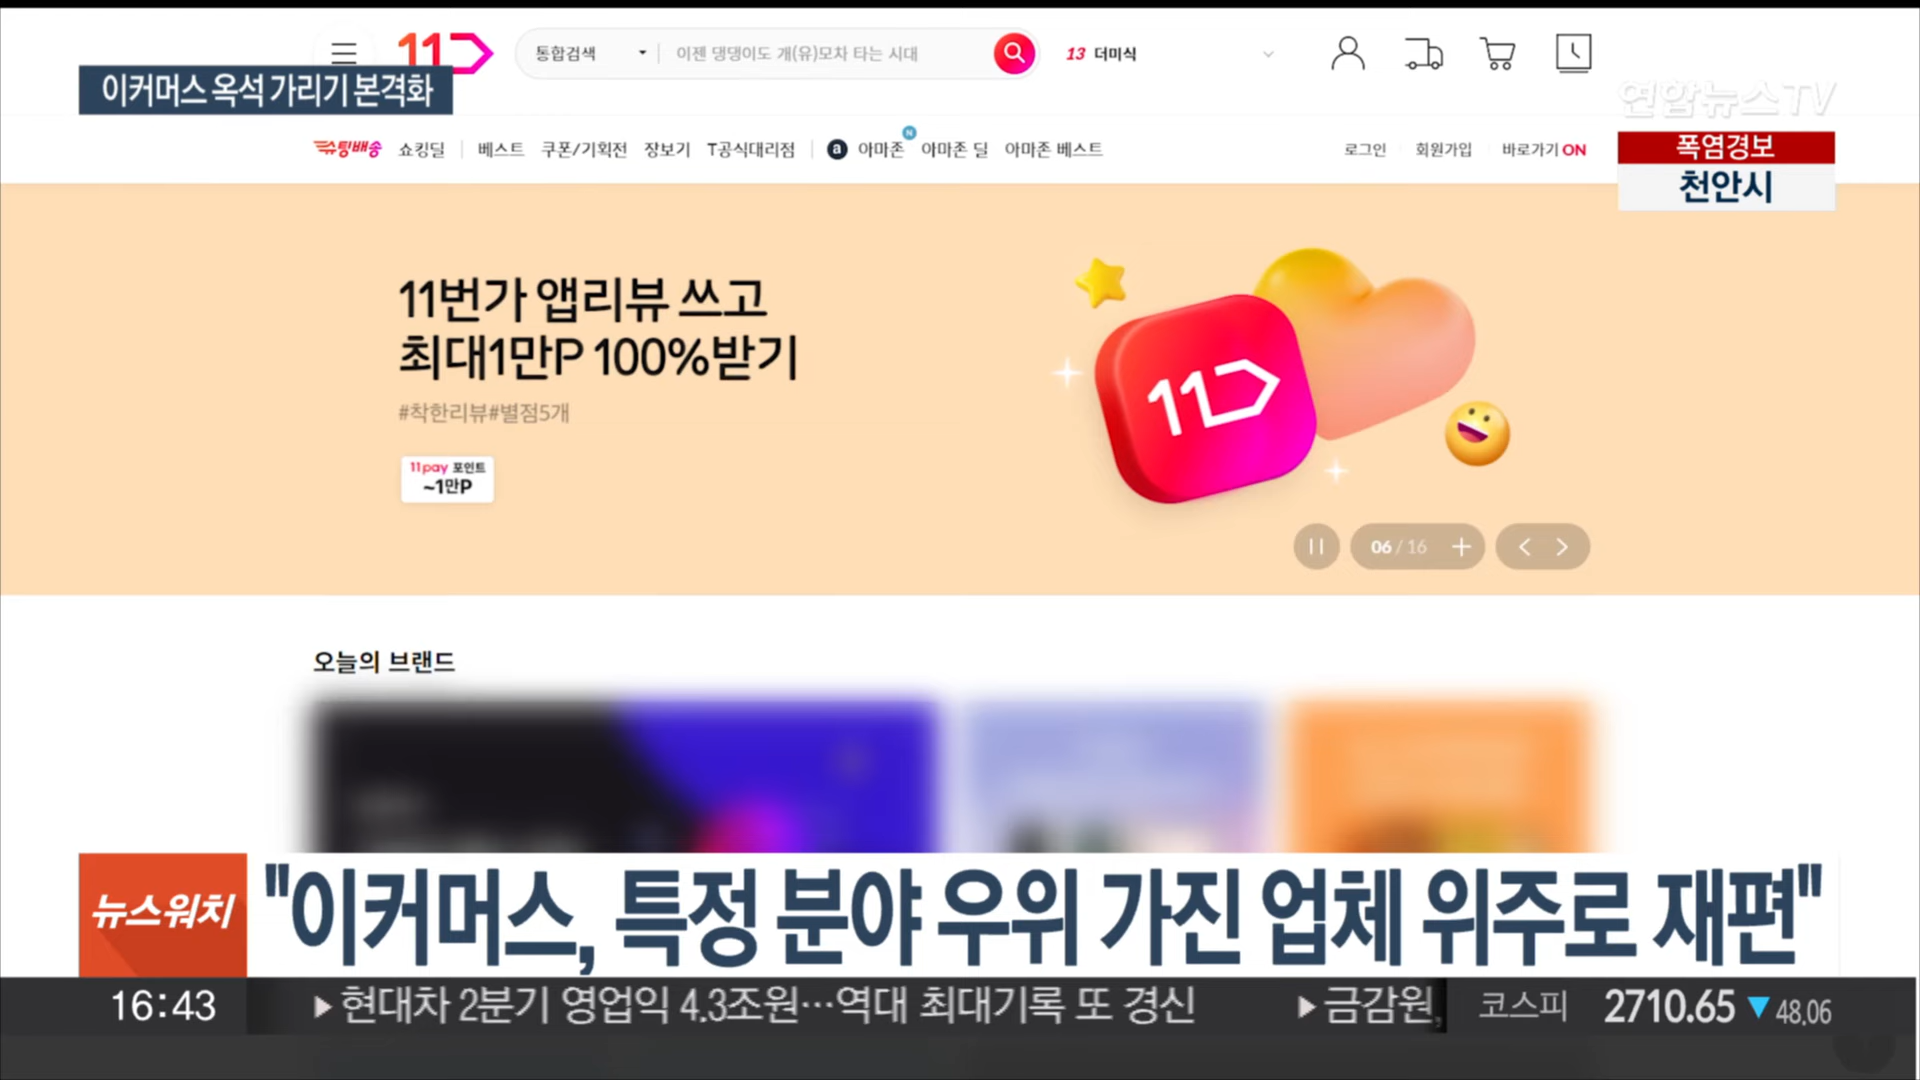 11
통합검색
이젠 댕댕이도 개(유)모차 타는 시대
13 더미식
이커머스 옥석 가리기 본격화
연합뉴스TV
폭염경보
천안시
슈팅배송 쇼킹딜 베스트 쿠폰/기획전 장보기 T공식대리점 a 아마존 N 아마존 딜 아마존 베스트
로그인 회원가입 바로가기 ON
11번가 앱리뷰 쓰고
최대1만P 100%받기
#착한리뷰#별점5개
11pay 포인트
~1만P
11
06 / 16
오늘의 브랜드
뉴스워치
"이커머스, 특정 분야 우위 가진 업체 위주로 재편"
16:43
▶현대차 2분기 영업익 4.3조원…역대 최대기록 또 경신 ▶금감원,
코스피 2710.65 ▼48.06